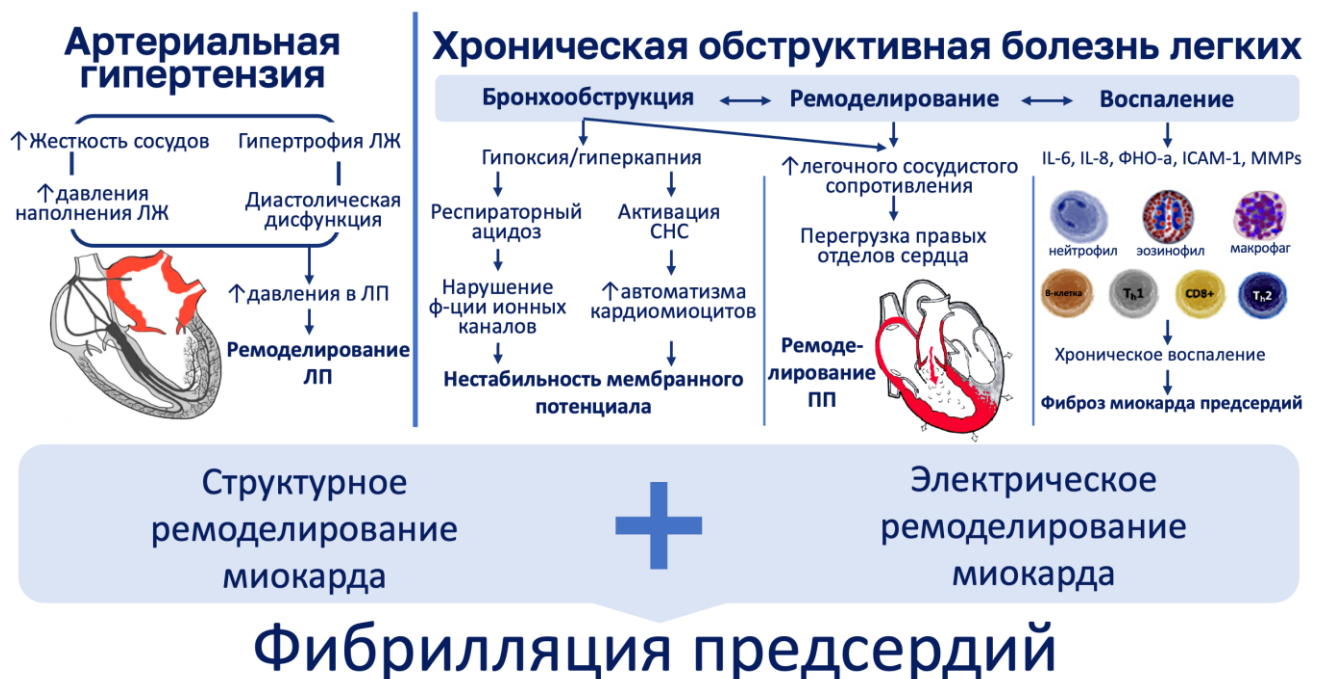 Артериальная
гипертензия
↑Жесткость сосудов
Гипертрофия ЛЖ
↑давления
наполнения ЛЖ
Диастолическая
дисфункция
↑давления в ЛП
Ремоделирование
ЛП
Хроническая обструктивная болезнь легких
Бронхообструкция
Ремоделирование
Воспаление
Гипоксия/гиперкапния
Респираторный
ацидоз
Нарушение
ф-ции ионных
каналов
Активация
СНС
↑автоматизма
кардиомиоцитов
Нестабильность мембранного
потенциала
↑легочного сосудистого
сопротивления
Перегрузка правых
отделов сердца
Ремоде-
лирование
ПП
IL-6, IL-8, ФНО-а, ICAM-1, MMPs
нейтрофил
эозинофил
макрофаг
В-клетка
Th1
CD8+
Th2
Хроническое воспаление
Фиброз миокарда предсердий
Структурное
ремоделирование
миокарда
+
Электрическое
ремоделирование
миокарда
Фибрилляция предсердий